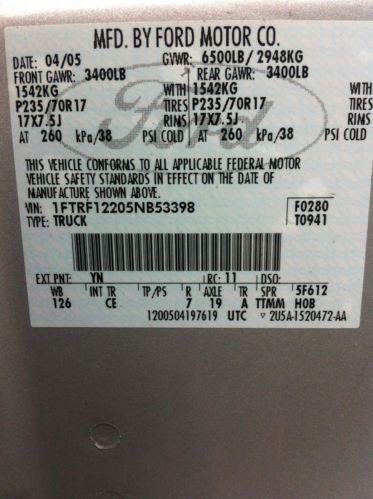 MFD. BY FORD MOTOR CO.
DATE: 04/05 GVWR: 6500LB/ 2948KG
FRONT GAWR: 3400LB REAR GAWR: 3400LB
1542KG WITH 1542KG WITH
P235/70R17 TIRES P235/70R17 TIRES
17X7.5J RIMS 17X7.5J RIMS
AT 260 kPa/38 PSI COLD AT 260 kPa/38 PSI COLD
Ford
THIS VEHICLE CONFORMS TO ALL APPLICABLE FEDERAL MOTOR
VEHICLE SAFETY STANDARDS IN EFFECT ON THE DATE OF
MANUFACTURE SHOWN ABOVE.
VIN: 1FTRF12205NB53398 F0280
TYPE: TRUCK T0941
EXT PNT: YN RC: 11 DSO:
WB INT TR TP/PS R AXLE TR SPR 5F612
126 CE 7 19 A TTMM HOB
1200504197619 UTC ▽ 2U5A-1520472-AA